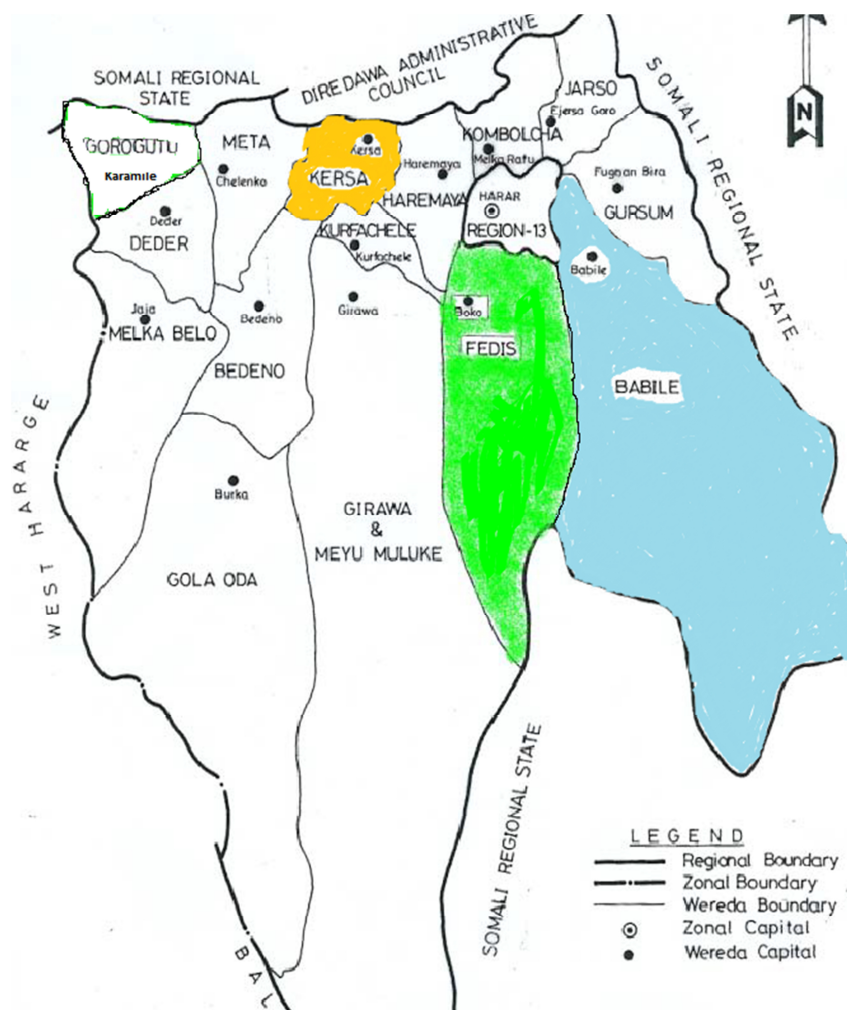 N
SOMALI REGIONAL
STATE
DIREDAWA ADMINISTRATIVE
COUNCIL
SOMALI REGIONAL STATE
JARSO
Ejersa Goro
GOROGUTU
Karamile
META
Chelenka
Kersa
KERSA
KOMBOLCHA
Melka Rafu
Haremaya
HAREMAYA
HARAR
REGION-13
Fugnan Bira
GURSUM
Deder
DEDER
KURFACHELE
Kurfachele
Babile
BABILE
Jaja
MELKA BELO
Bedeno
BEDENO
Girawa
Boko
FEDIS
WEST HARARGE
Burka
GOLA ODA
GIRAWA
&
MEYU MULUKE
SOMALI REGIONAL STATE
BAL
LEGEND
Regional Boundary
Zonal Boundary
Wereda Boundary
Zonal Capital
Wereda Capital